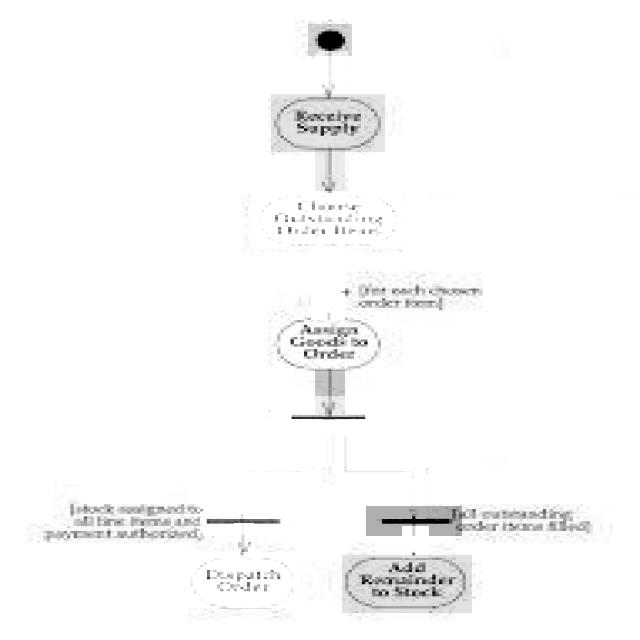 Receive
Supply
Choose
Outstanding
Order Item
* [for each chosen
order item]
Assign
Goods to
Order
[stock assigned to
all line items and
payment authorized]
[all outstanding
order items filled]
Dispatch
Order
Add
Remainder
to Stock